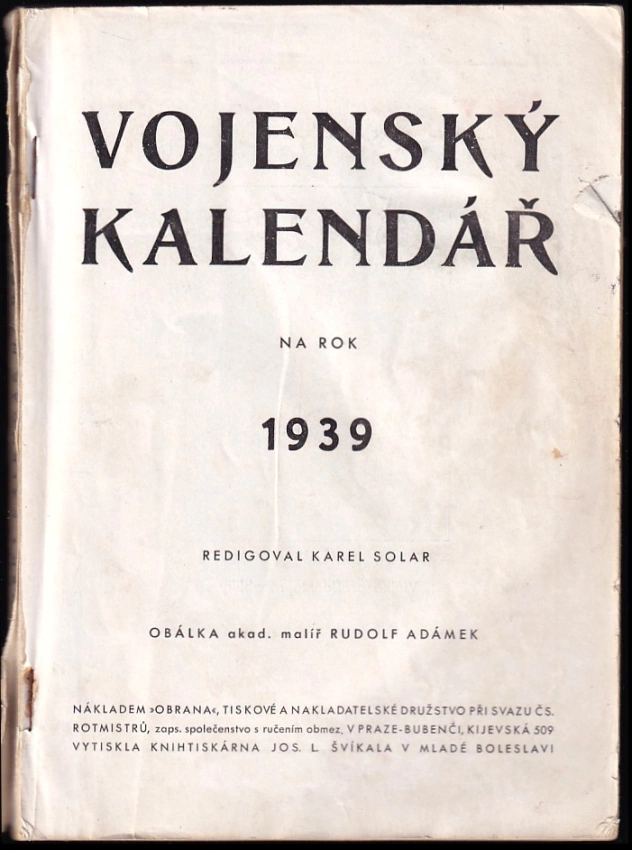 VOJENSKÝ
KALENDÁŘ
NA ROK
1939
REDIGOVAL KAREL SOLAR
OBÁLKA akad. malíř RUDOLF ADÁMEK
NÁKLADEM »OBRANA«, TISKOVÉ A NAKLADATELSKÉ DRUŽSTVO PŘI SVAZU ČS.
ROTMISTRŮ, zaps. společenstvo s ručením obmez. V PRAZE-BUBENČI, KIJEVSKÁ 509
VYTISKLA KNIHTISKÁRNA JOS. L. ŠVÍKALA V MLADÉ BOLESLAVI